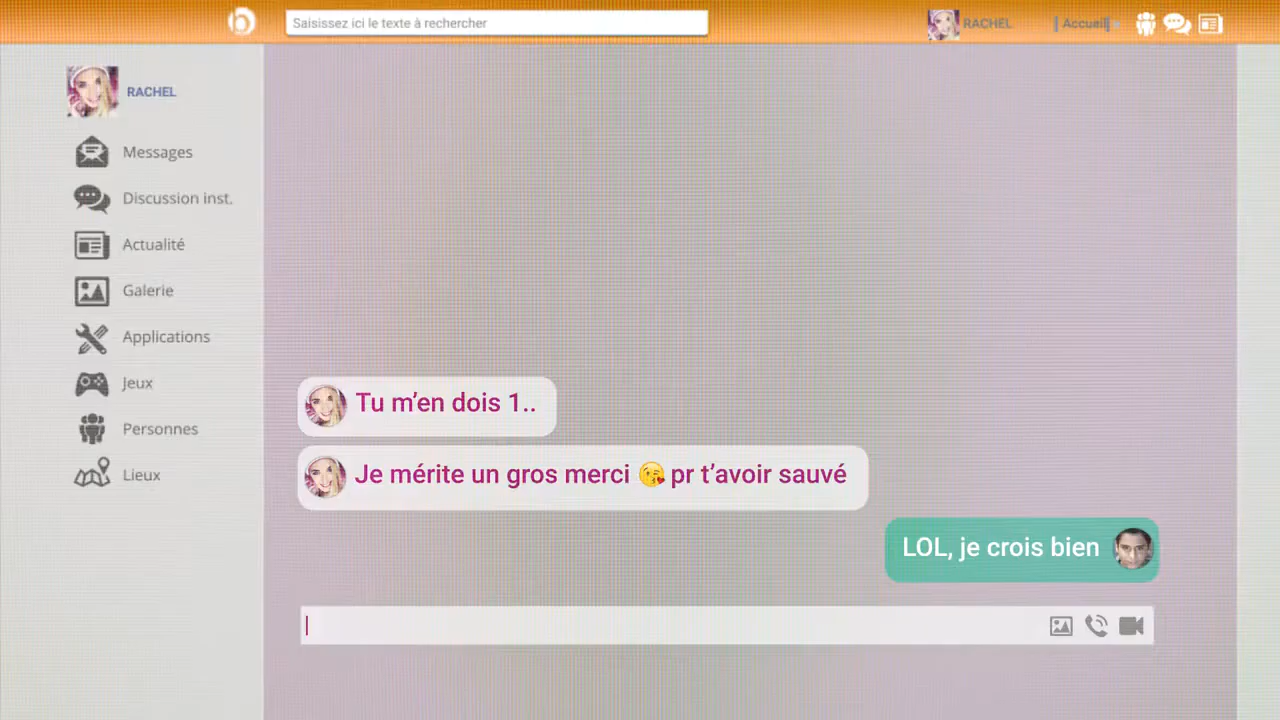 Saisissez ici le texte à rechercher
RACHEL
Accueil
RACHEL
Messages
Discussion inst.
Actualité
Galerie
Applications
Jeux
Personnes
Lieux
Tu m’en dois 1..
Je mérite un gros merci 😘 pr t’avoir sauvé
LOL, je crois bien